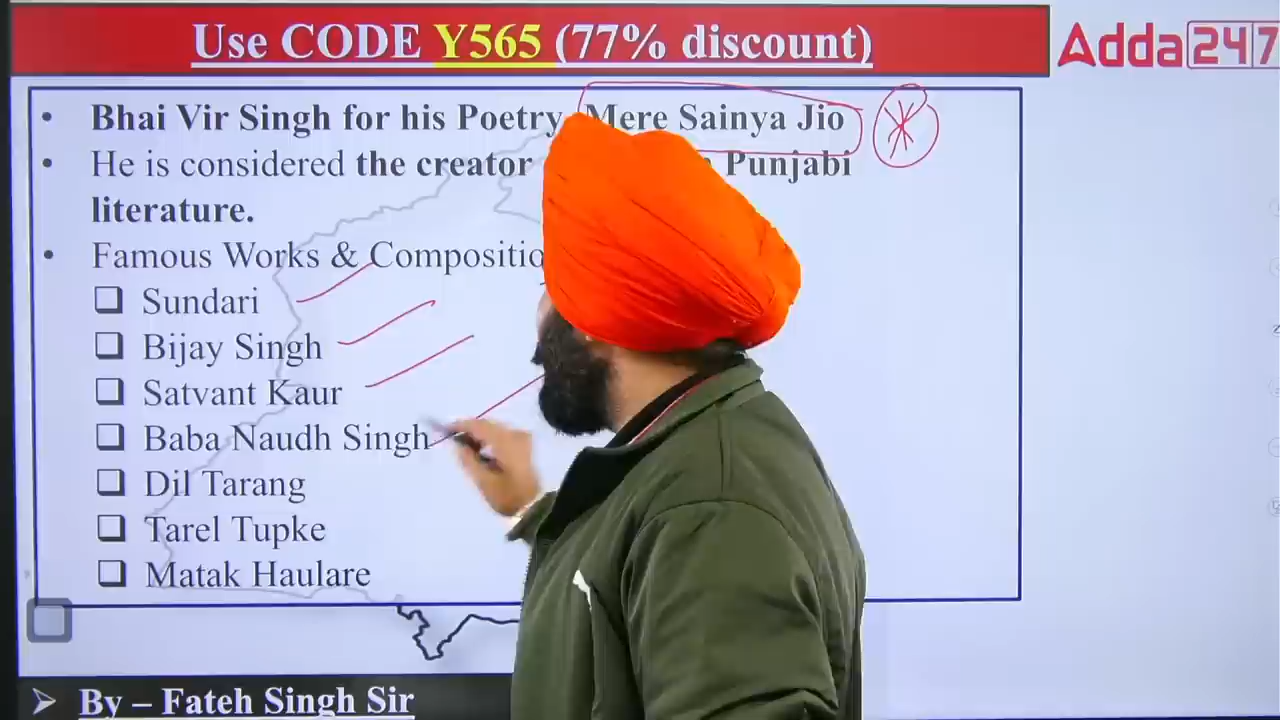 Use CODE Y565 (77% discount)
Adda247
• Bhai Vir Singh for his Poetry Mere Sainya Jio
• He is considered the creator Punjabi
literature.
• Famous Works & Compositio
❑ Sundari
❑ Bijay Singh
❑ Satvant Kaur
❑ Baba Naudh Singh
❑ Dil Tarang
❑ Tarel Tupke
❑ Matak Haulare
➤ By – Fateh Singh Sir